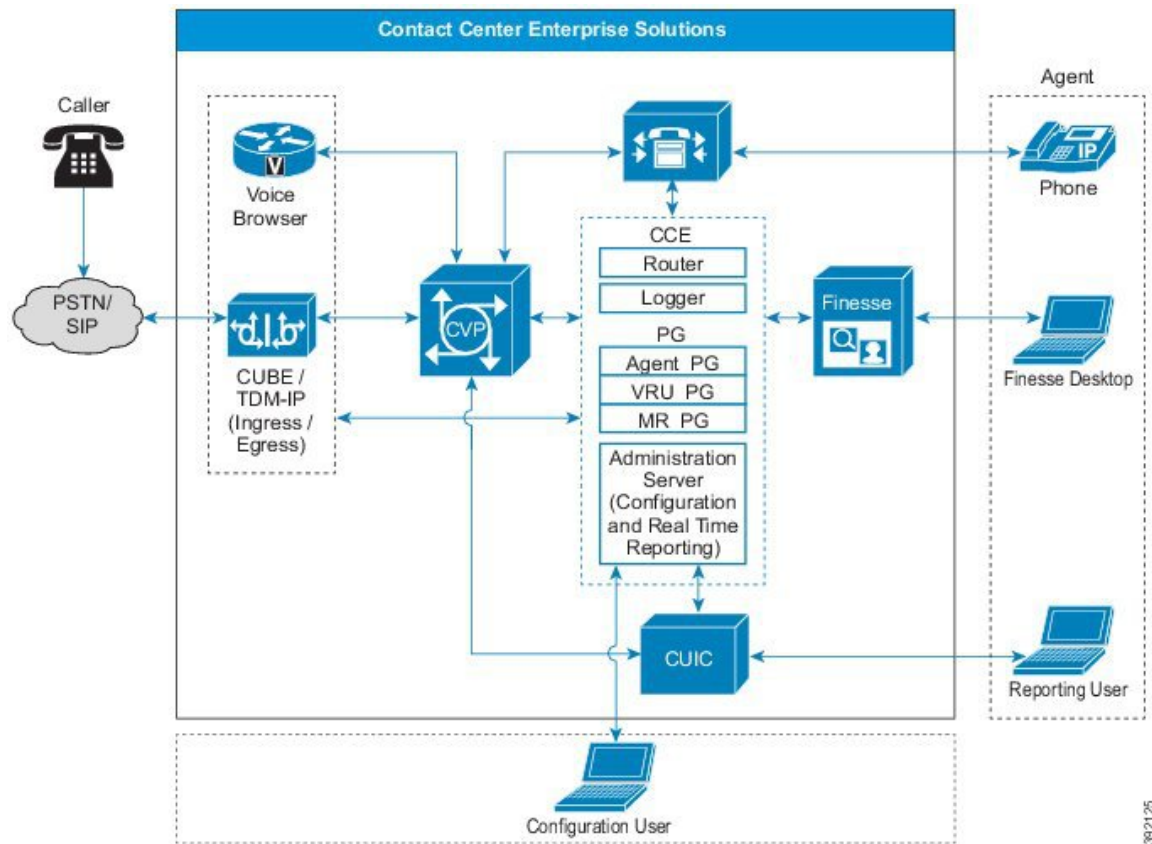 Contact Center Enterprise Solutions
Agent
Caller
Voice
Browser
V
IP
Phone
CCE
Router
Logger
PG
Agent PG
VRU PG
MR PG
Administration
Server
(Configuration
and Real Time
Reporting)
PSTN/
SIP
CUBE /
TDM-IP
(Ingress /
Egress)
CVP
Finesse
Finesse Desktop
CUIC
Reporting User
Configuration User
392125